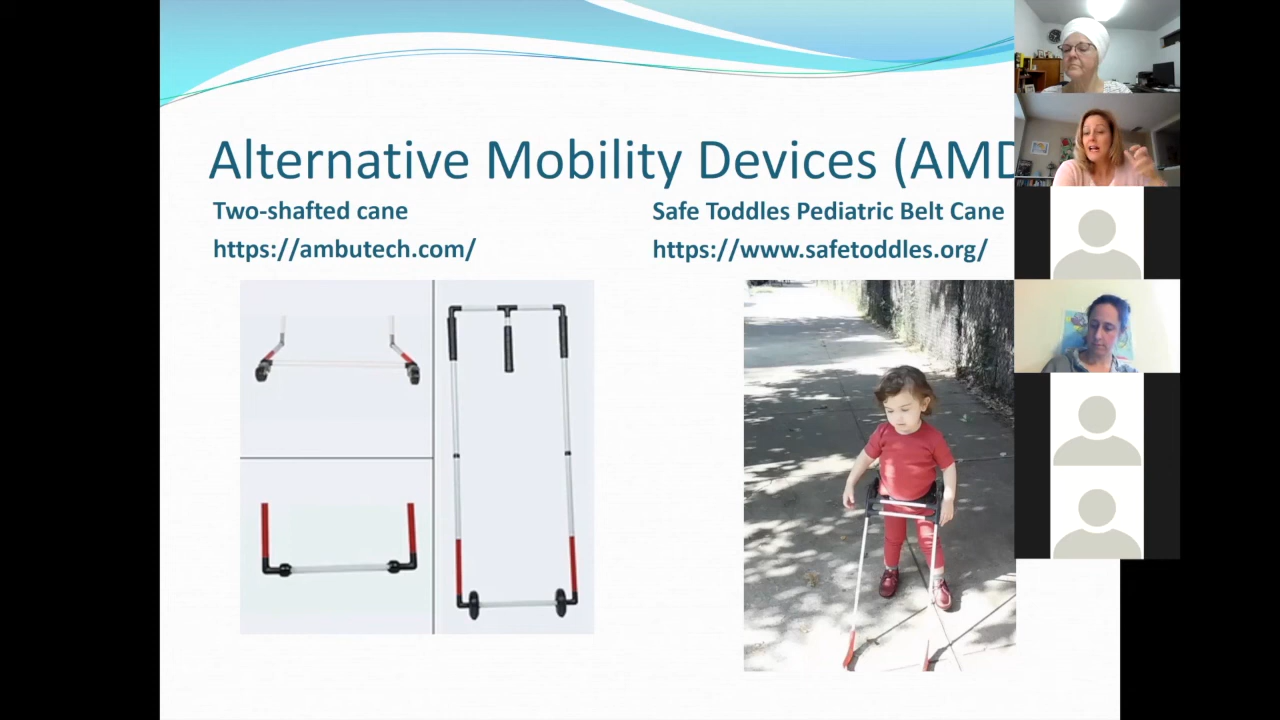 Alternative Mobility Devices (AMD
Two-shafted cane
https://ambutech.com/
Safe Toddles Pediatric Belt Cane
https://www.safetoddles.org/